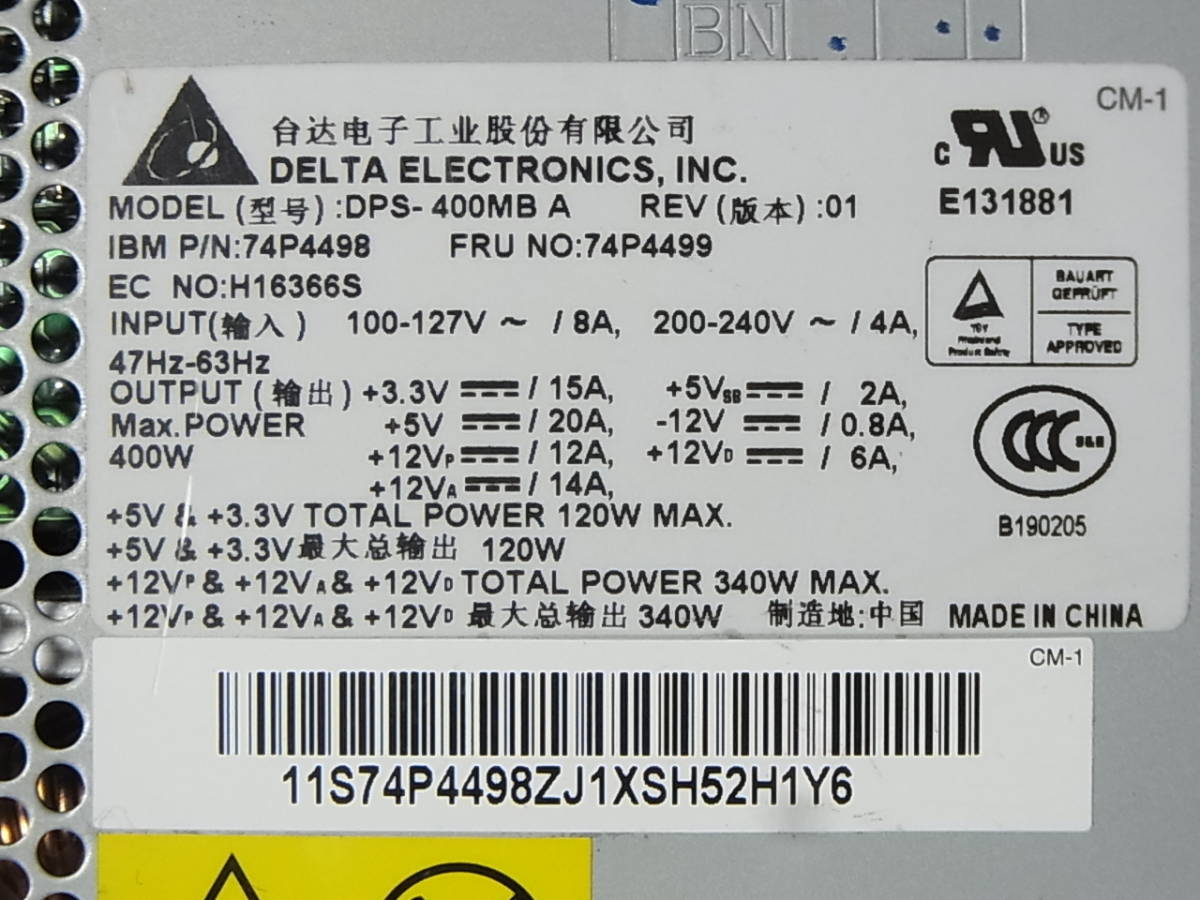 BN
CM-1
台达电子工业股份有限公司
DELTA ELECTRONICS, INC.
C RU ® US
E131881
MODEL (型号) :DPS- 400MB A REV (版本) :01
IBM P/N:74P4498 FRU NO:74P4499
EC NO:H16366S
BAUART
GEPRÜFT
TYPE
APPROVED
INPUT(輸入) 100-127V ~ / 8A, 200-240V ~ / 4A,
47Hz-63Hz
OUTPUT (輸出) +3.3V / 15A, +5VSB / 2A,
Max.POWER +5V / 20A, -12V / 0.8A,
400W +12VP / 12A, +12VD / 6A,
+12VA / 14A,
CCC S&E
B190205
+5V & +3.3V TOTAL POWER 120W MAX.
+5V & +3.3V最大总输出 120W
+12VP & +12VA & +12VD TOTAL POWER 340W MAX.
+12VP & +12VA & +12VD 最大总输出 340W 制造地:中国 MADE IN CHINA
CM-1
11S74P4498ZJ1XSH52H1Y6